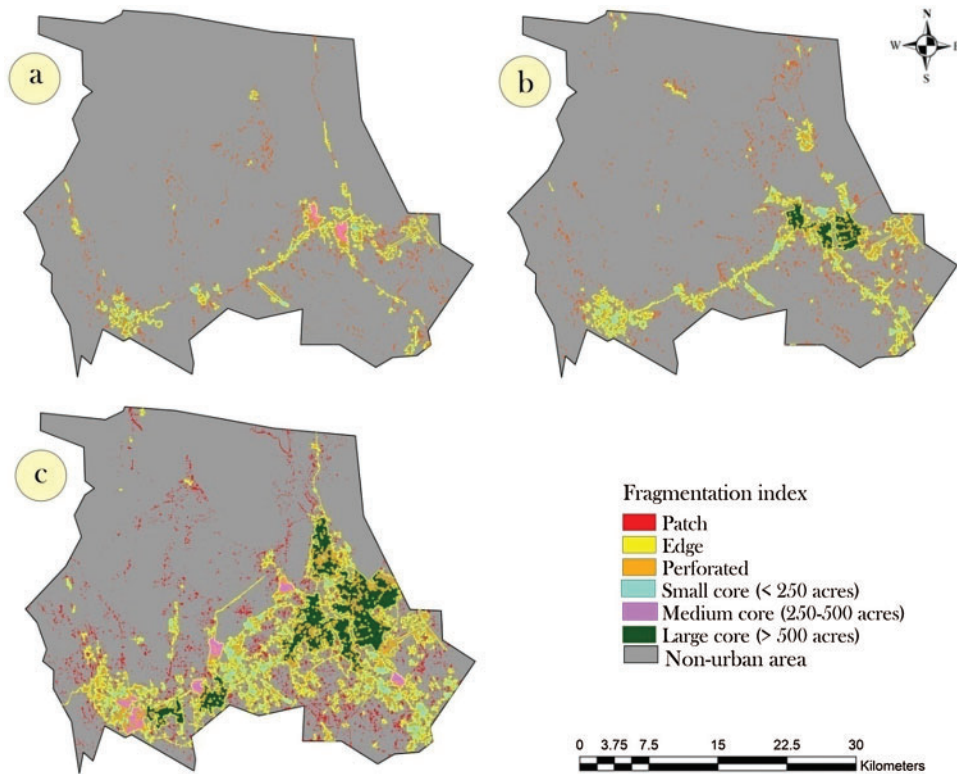 a
b
N
W E
S
c
Fragmentation index
Patch
Edge
Perforated
Small core (< 250 acres)
Medium core (250-500 acres)
Large core (> 500 acres)
Non-urban area
0 3.75 7.5 15 22.5 30
Kilometers